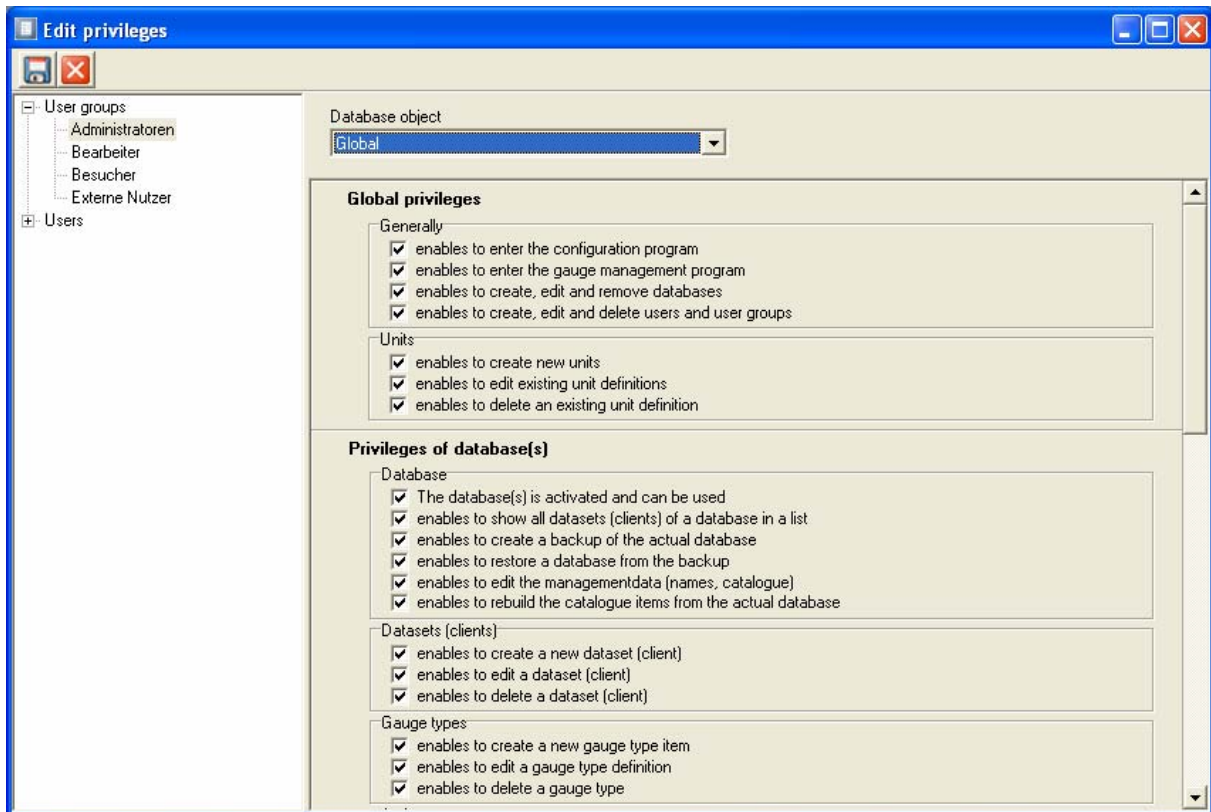 Edit privileges
User groups
Administratoren
Bearbeiter
Besucher
Externe Nutzer
Users
Database object
Global
Global privileges
Generally
enables to enter the configuration program
enables to enter the gauge management program
enables to create, edit and remove databases
enables to create, edit and delete users and user groups
Units
enables to create new units
enables to edit existing unit definitions
enables to delete an existing unit definition
Privileges of database(s)
Database
The database(s) is activated and can be used
enables to show all datasets (clients) of a database in a list
enables to create a backup of the actual database
enables to restore a database from the backup
enables to edit the managementdata (names, catalogue)
enables to rebuild the catalogue items from the actual database
Datasets (clients)
enables to create a new dataset (client)
enables to edit a dataset (client)
enables to delete a dataset (client)
Gauge types
enables to create a new gauge type item
enables to edit a gauge type definition
enables to delete a gauge type